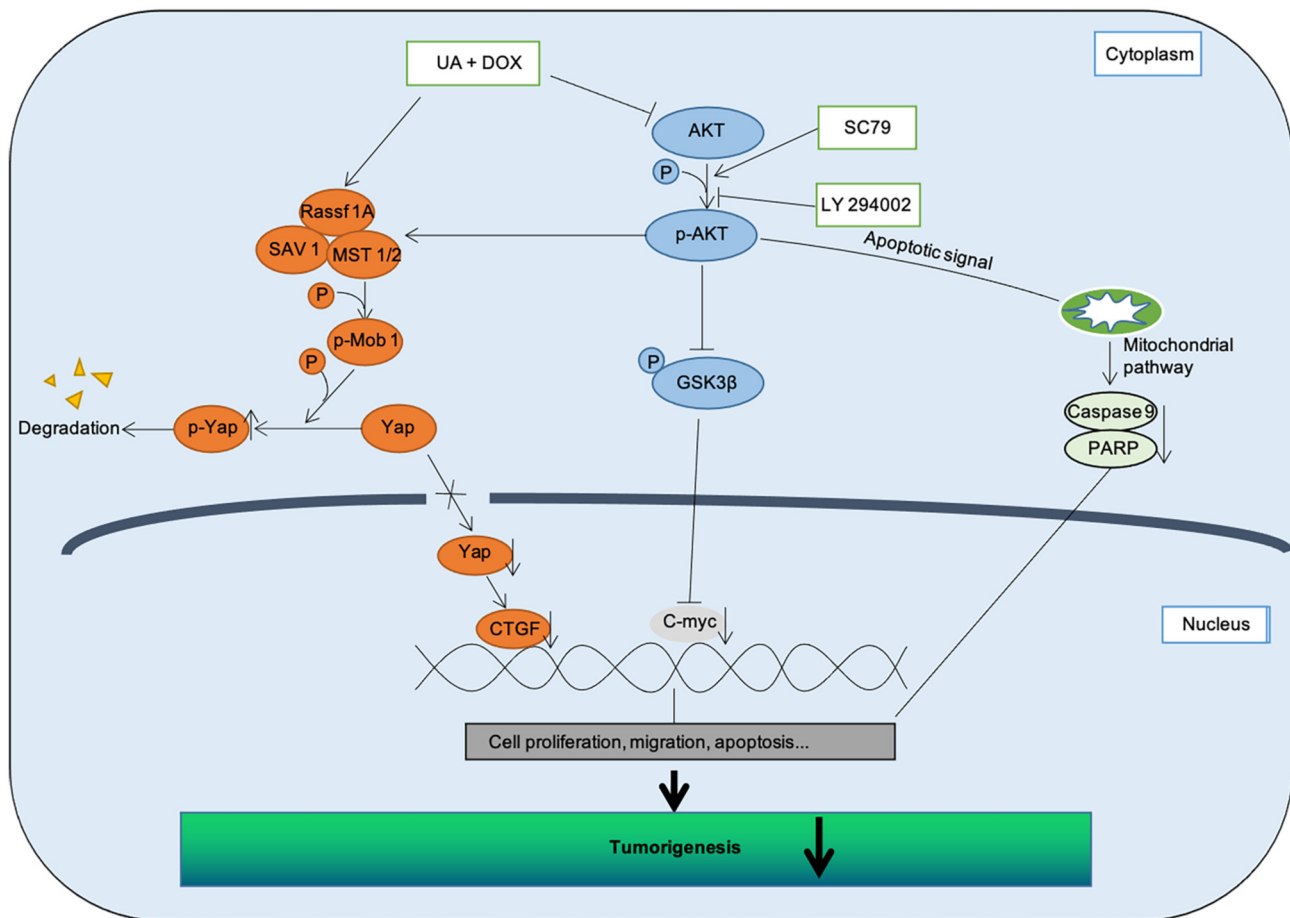 Cytoplasm
UA + DOX
AKT
SC79
P
LY 294002
Rassf 1A
SAV 1
MST 1/2
p-AKT
Apoptotic signal
P
p-Mob 1
Mitochondrial
pathway
P
P
GSK3β
Caspase 9
PARP
Degradation
p-Yap
Yap
Yap
CTGF
C-myc
Nucleus
Cell proliferation, migration, apoptosis...
Tumorigenesis